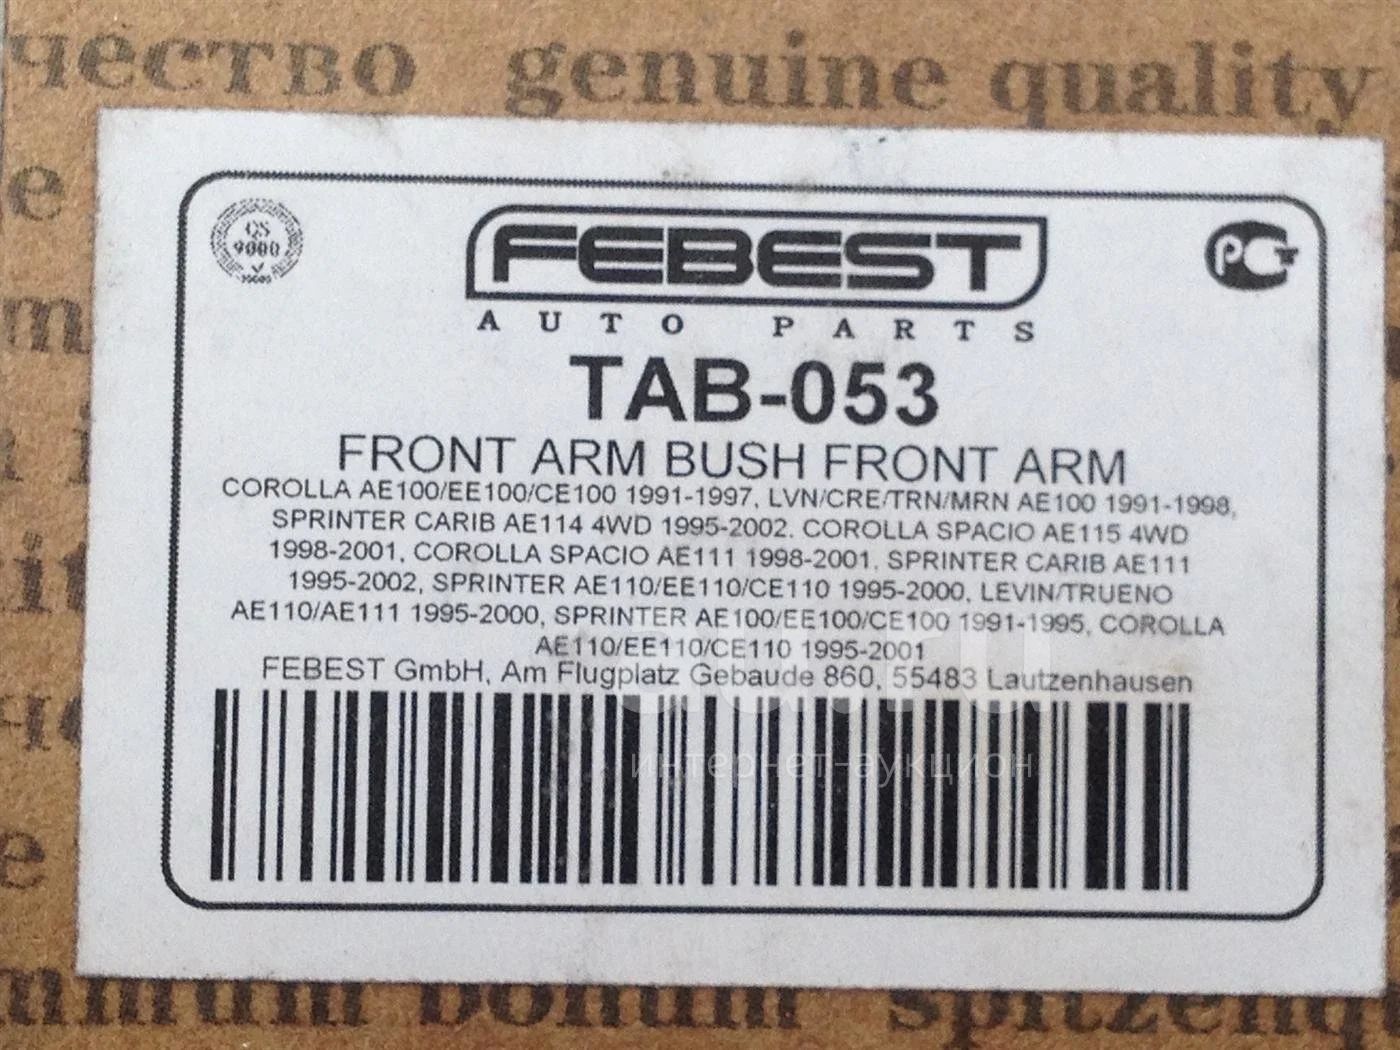 чество genuine quality
e
m
QS
9000
FEBEST
AUTO PARTS
РСТ
TAB-053
FRONT ARM BUSH FRONT ARM
COROLLA AE100/EE100/CE100 1991-1997, LVN/CRE/TRN/MRN AE100 1991-1998,
SPRINTER CARIB AE114 4WD 1995-2002. COROLLA SPACIO AE115 4WD
1998-2001, COROLLA SPACIO AE111 1998-2001. SPRINTER CARIB AE111
1995-2002, SPRINTER AE110/EE110/CE110 1995-2000, LEVIN/TRUENO
AE110/AE111 1995-2000, SPRINTER AE100/EE100/CE100 1991-1995, COROLLA
AE110/EE110/CE110 1995-2001
FEBEST GmbH, Am Flugplatz Gebaude 860, 55483 Lautzenhausen
интернет-аукцион
bonum